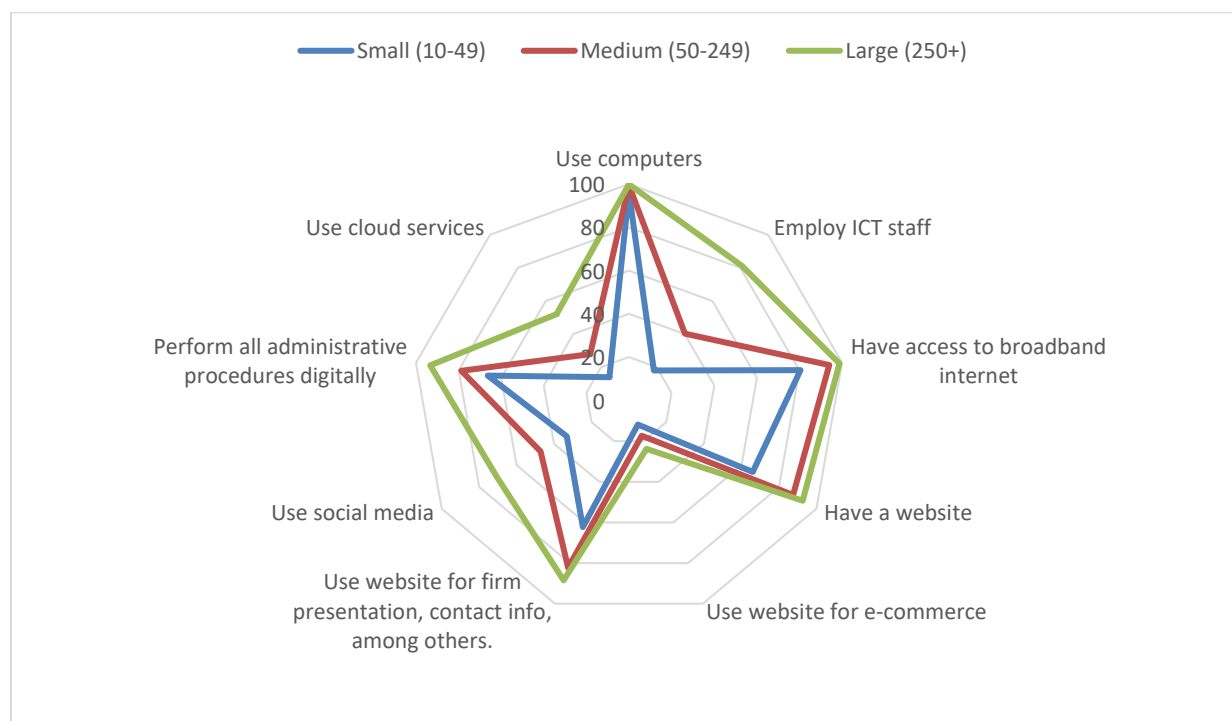 Small (10-49) Medium (50-249) Large (250+)
Use computers
100
Use cloud services
80
Employ ICT staff
60
40
Perform all administrative
procedures digitally
Have access to broadband
internet
20
0
Use social media
Have a website
Use website for firm
presentation, contact info,
among others.
Use website for e-commerce